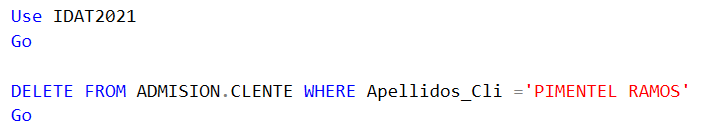 Use IDAT2021
Go
DELETE FROM ADMISION.CLENTE WHERE Apellidos_Cli ='PIMENTEL RAMOS'
Go